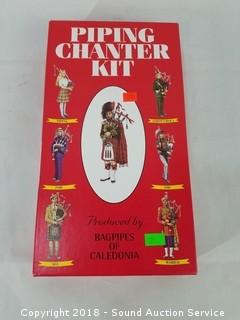 PIPING
CHANTER
KIT
Produced by
BAGPIPES
OF
CALEDONIA
Copyright 2018 - Sound Auction Service